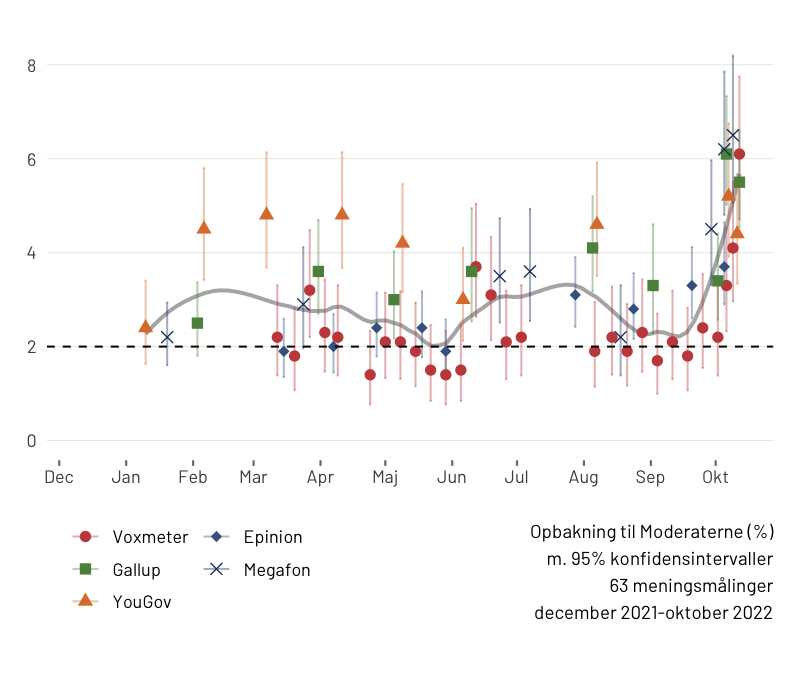 8
6
4
2
0
Dec Jan Feb Mar Apr Maj Jun Jul Aug Sep Okt
Voxmeter Epinion
Gallup Megafon
YouGov
Opbakning til Moderaterne (%)
m. 95% konfidensintervaller
63 meningsmålinger
december 2021-oktober 2022